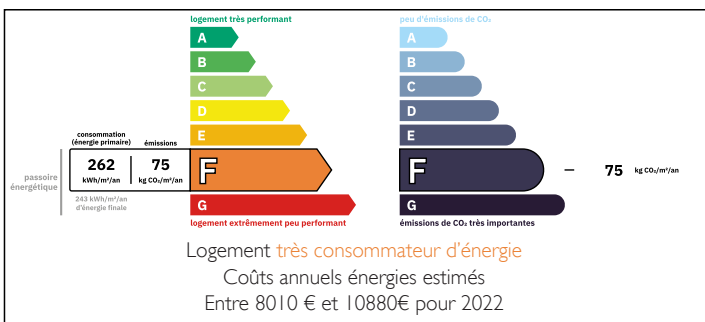 logement très performant
A
B
C
D
E
consommation
(énergie primaire)
émissions
passoire
énergétique
262
kWh/m²/an
75
kg CO₂/m²/an
F
243 kWh/m²/an
d'énergie finale
G
logement extrêmement peu performant
peu d'émissions de CO₂
A
B
C
D
E
F
75 kg CO₂/m²/an
G
émissions de CO₂ très importantes
Logement très consommateur d'énergie
Coûts annuels énergies estimés
Entre 8010 € et 10880€ pour 2022